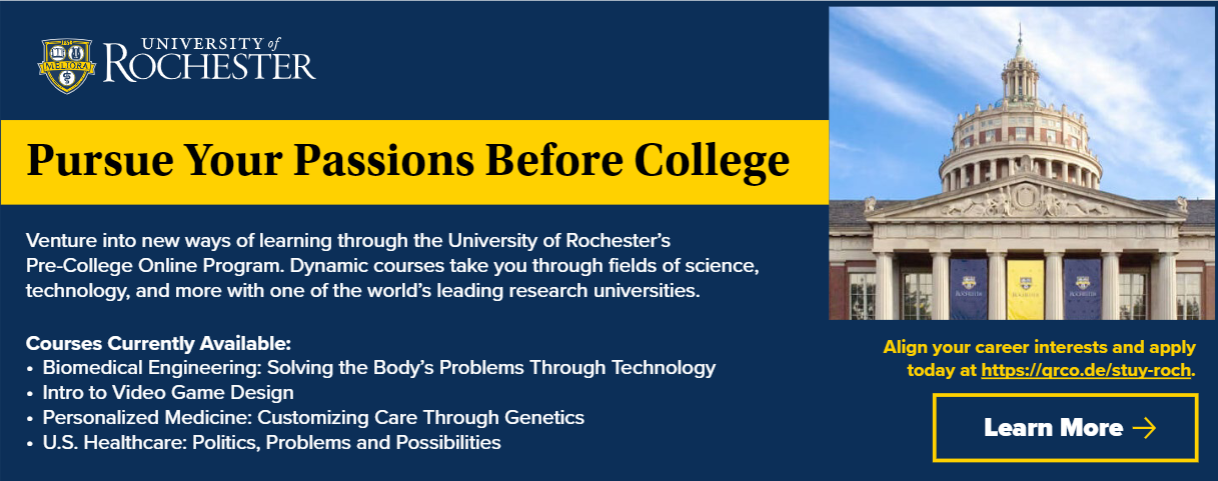 UNIVERSITY of
ROCHESTER
MELIORA
Pursue Your Passions Before College
Venture into new ways of learning through the University of Rochester's
Pre-College Online Program. Dynamic courses take you through fields of science,
technology, and more with one of the world's leading research universities.
Courses Currently Available:
• Biomedical Engineering: Solving the Body's Problems Through Technology
• Intro to Video Game Design
• Personalized Medicine: Customizing Care Through Genetics
• U.S. Healthcare: Politics, Problems and Possibilities
ROCHESTER
ROCHESTER
ROCHESTER
Align your career interests and apply
today at https://qrco.de/stuy-roch.
Learn More →